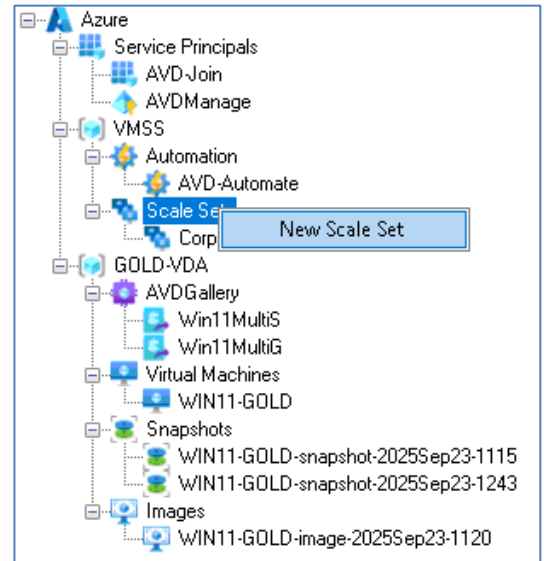 Azure
Service Principals
AVD-Join
AVDManage
VMSS
Automation
AVD-Automate
Scale Set
New Scale Set
Corp
GOLD-VDA
AVDGallery
Win11MultiS
Win11MultiG
Virtual Machines
WIN11-GOLD
Snapshots
WIN11-GOLD-snapshot-2025Sep23-1115
WIN11-GOLD-snapshot-2025Sep23-1243
Images
WIN11-GOLD-image-2025Sep23-1120